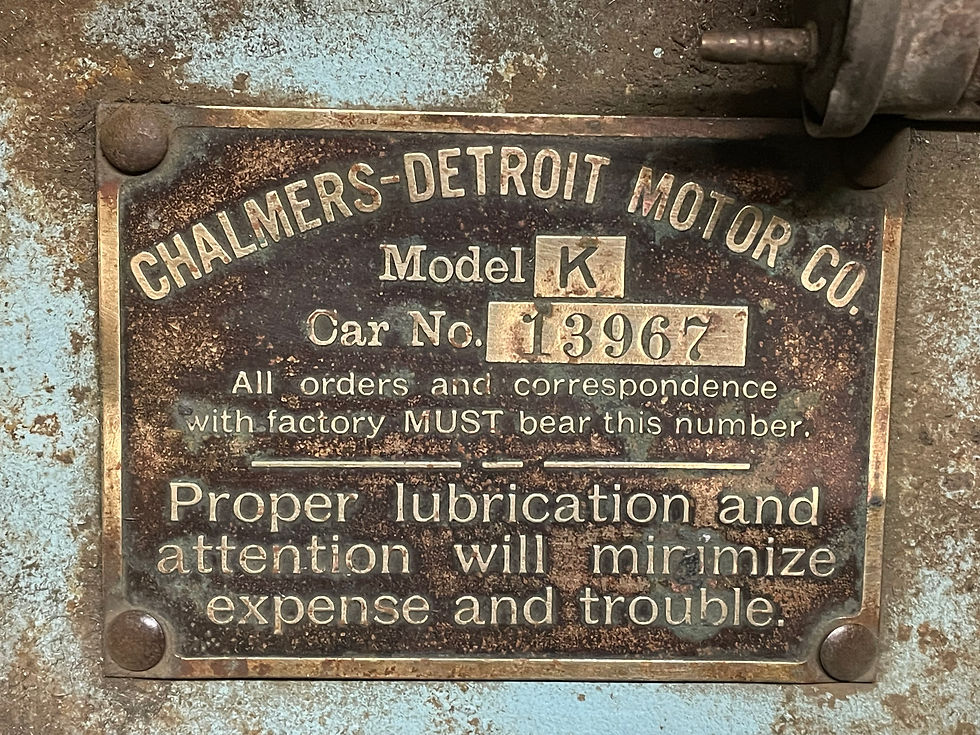 CHALMERS-DETROIT MOTOR CO.
Model K
Car No. 13967
All orders and correspondence
with factory MUST bear this number.
Proper lubrication and
attention will minimize
expense and trouble.